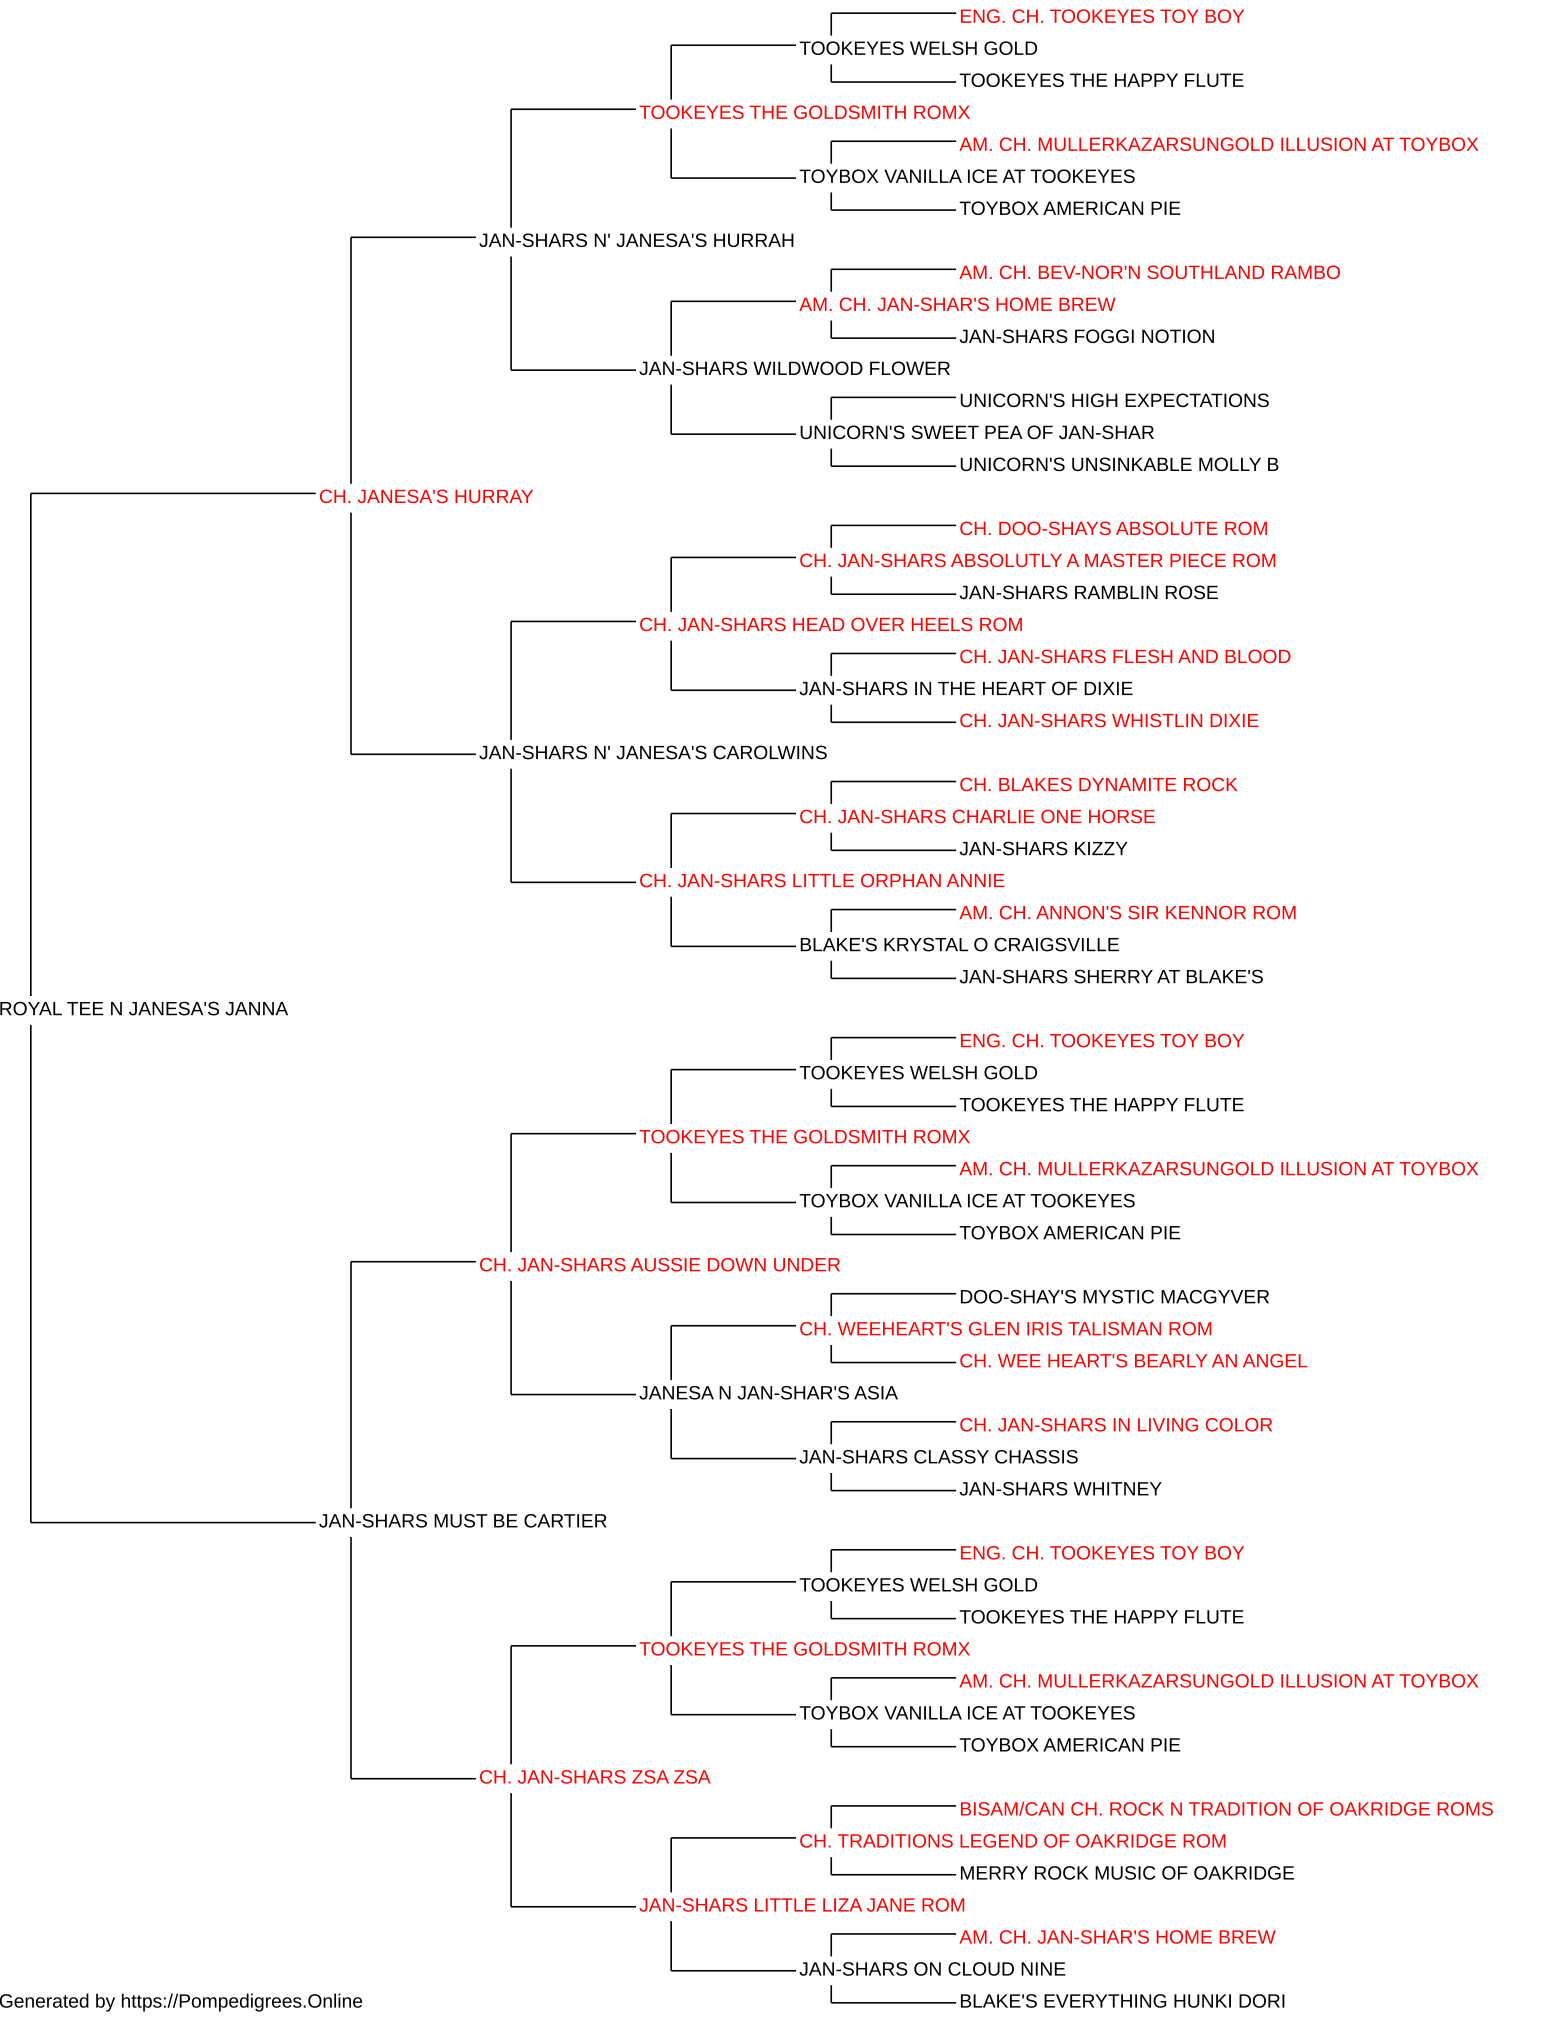 ENG. CH. TOOKEYES TOY BOY
TOOKEYES WELSH GOLD
TOOKEYES THE HAPPY FLUTE
TOOKEYES THE GOLDSMITH ROMX
AM. CH. MULLERKAZARSUNGOLD ILLUSION AT TOYBOX
TOYBOX VANILLA ICE AT TOOKEYES
TOYBOX AMERICAN PIE
JAN-SHARS N' JANESA'S HURRAH
AM. CH. BEV-NOR'N SOUTHLAND RAMBO
AM. CH. JAN-SHAR'S HOME BREW
JAN-SHARS FOGGI NOTION
JAN-SHARS WILDWOOD FLOWER
UNICORN'S HIGH EXPECTATIONS
UNICORN'S SWEET PEA OF JAN-SHAR
UNICORN'S UNSINKABLE MOLLY B
CH. JANESA'S HURRAY
CH. DOO-SHAYS ABSOLUTE ROM
CH. JAN-SHARS ABSOLUTLY A MASTER PIECE ROM
JAN-SHARS RAMBLIN ROSE
CH. JAN-SHARS HEAD OVER HEELS ROM
CH. JAN-SHARS FLESH AND BLOOD
JAN-SHARS IN THE HEART OF DIXIE
CH. JAN-SHARS WHISTLIN DIXIE
JAN-SHARS N' JANESA'S CAROLWINS
CH. BLAKES DYNAMITE ROCK
CH. JAN-SHARS CHARLIE ONE HORSE
JAN-SHARS KIZZY
CH. JAN-SHARS LITTLE ORPHAN ANNIE
AM. CH. ANNON'S SIR KENNOR ROM
BLAKE'S KRYSTAL O CRAIGSVILLE
JAN-SHARS SHERRY AT BLAKE'S
ROYAL TEE N JANESA'S JANNA
ENG. CH. TOOKEYES TOY BOY
TOOKEYES WELSH GOLD
TOOKEYES THE HAPPY FLUTE
TOOKEYES THE GOLDSMITH ROMX
AM. CH. MULLERKAZARSUNGOLD ILLUSION AT TOYBOX
TOYBOX VANILLA ICE AT TOOKEYES
TOYBOX AMERICAN PIE
CH. JAN-SHARS AUSSIE DOWN UNDER
DOO-SHAY'S MYSTIC MACGYVER
CH. WEEHEART'S GLEN IRIS TALISMAN ROM
CH. WEE HEART'S BEARLY AN ANGEL
JANESA N JAN-SHAR'S ASIA
CH. JAN-SHARS IN LIVING COLOR
JAN-SHARS CLASSY CHASSIS
JAN-SHARS WHITNEY
JAN-SHARS MUST BE CARTIER
ENG. CH. TOOKEYES TOY BOY
TOOKEYES WELSH GOLD
TOOKEYES THE HAPPY FLUTE
TOOKEYES THE GOLDSMITH ROMX
AM. CH. MULLERKAZARSUNGOLD ILLUSION AT TOYBOX
TOYBOX VANILLA ICE AT TOOKEYES
TOYBOX AMERICAN PIE
CH. JAN-SHARS ZSA ZSA
BISAM/CAN CH. ROCK N TRADITION OF OAKRIDGE ROMS
CH. TRADITIONS LEGEND OF OAKRIDGE ROM
MERRY ROCK MUSIC OF OAKRIDGE
JAN-SHARS LITTLE LIZA JANE ROM
AM. CH. JAN-SHAR'S HOME BREW
JAN-SHARS ON CLOUD NINE
BLAKE'S EVERYTHING HUNKI DORI
Generated by https://Pompedigrees.Online